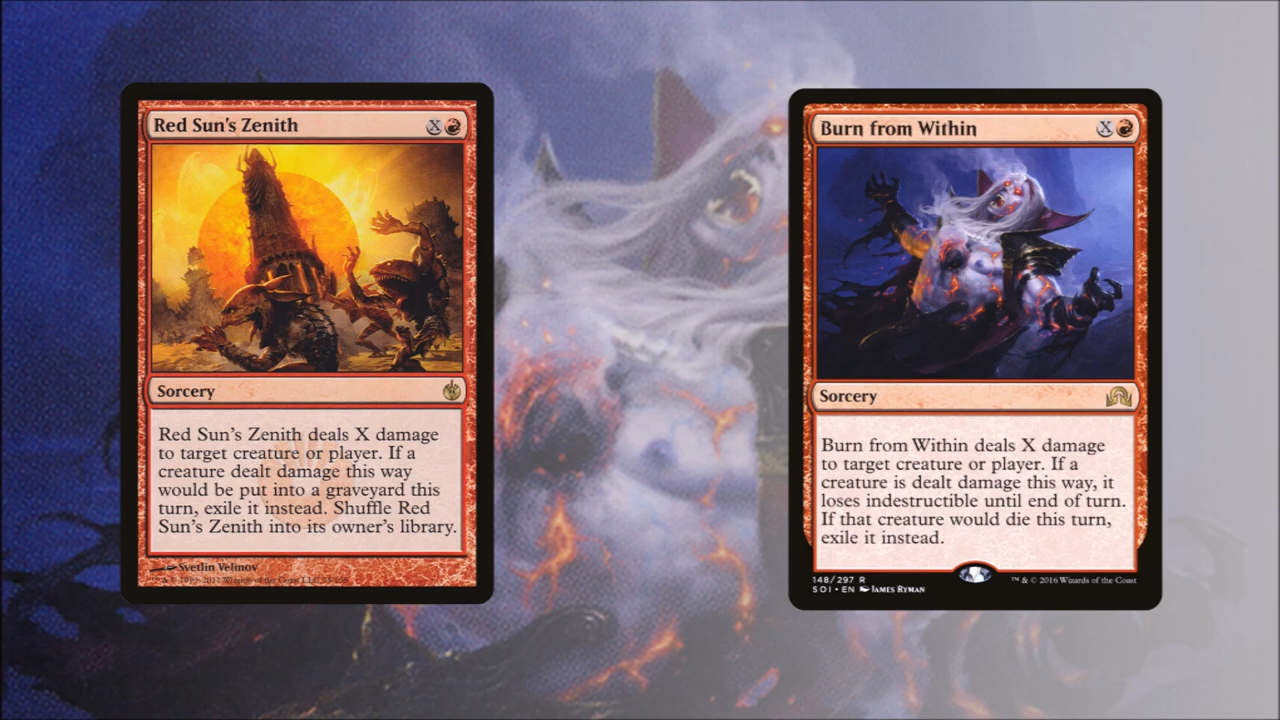 Red Sun's Zenith
X
Sorcery
Red Sun's Zenith deals X damage
to target creature or player. If a
creature dealt damage this way
would be put into a graveyard this
turn, exile it instead. Shuffle Red
Sun's Zenith into its owner's library.
Svetlin Velinov
Burn from Within
X
Sorcery
Burn from Within deals X damage
to target creature or player. If a
creature is dealt damage this way, it
loses indestructible until end of turn.
If that creature would die this turn,
exile it instead.
148/297 R
SOI • EN JAMES RYMAN
™ & © 2016 Wizards of the Coast